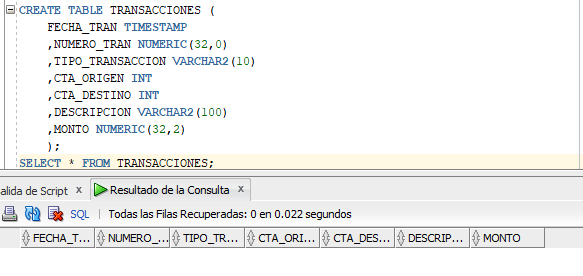 CREATE TABLE TRANSACCIONES (
FECHA_TRAN TIMESTAMP
,NUMERO_TRAN NUMERIC(32,0)
,TIPO_TRANSACCION VARCHAR2(10)
,CTA_ORIGEN INT
,CTA_DESTINO INT
,DESCRIPCION VARCHAR2(100)
,MONTO NUMERIC(32,2)
);
SELECT * FROM TRANSACCIONES;
alida de Script x Resultado de la Consulta x
SQL | Todas las Filas Recuperadas: 0 en 0.022 segundos
FECHA_T... NUMERO_... TIPO_TR... CTA_ORI... CTA_DES... DESCRIP... MONTO